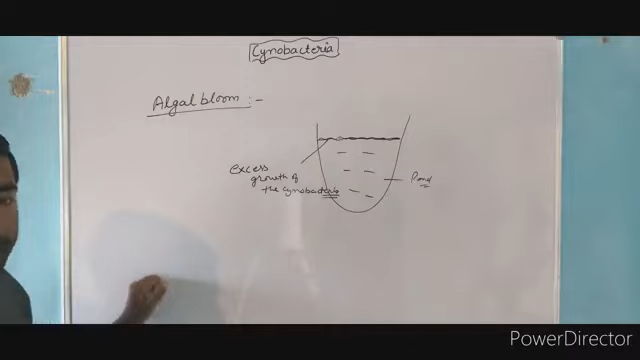 Cynobacteria
Algal bloom :-
Excess
growth of
the cynobacteria
Pond
PowerDirector